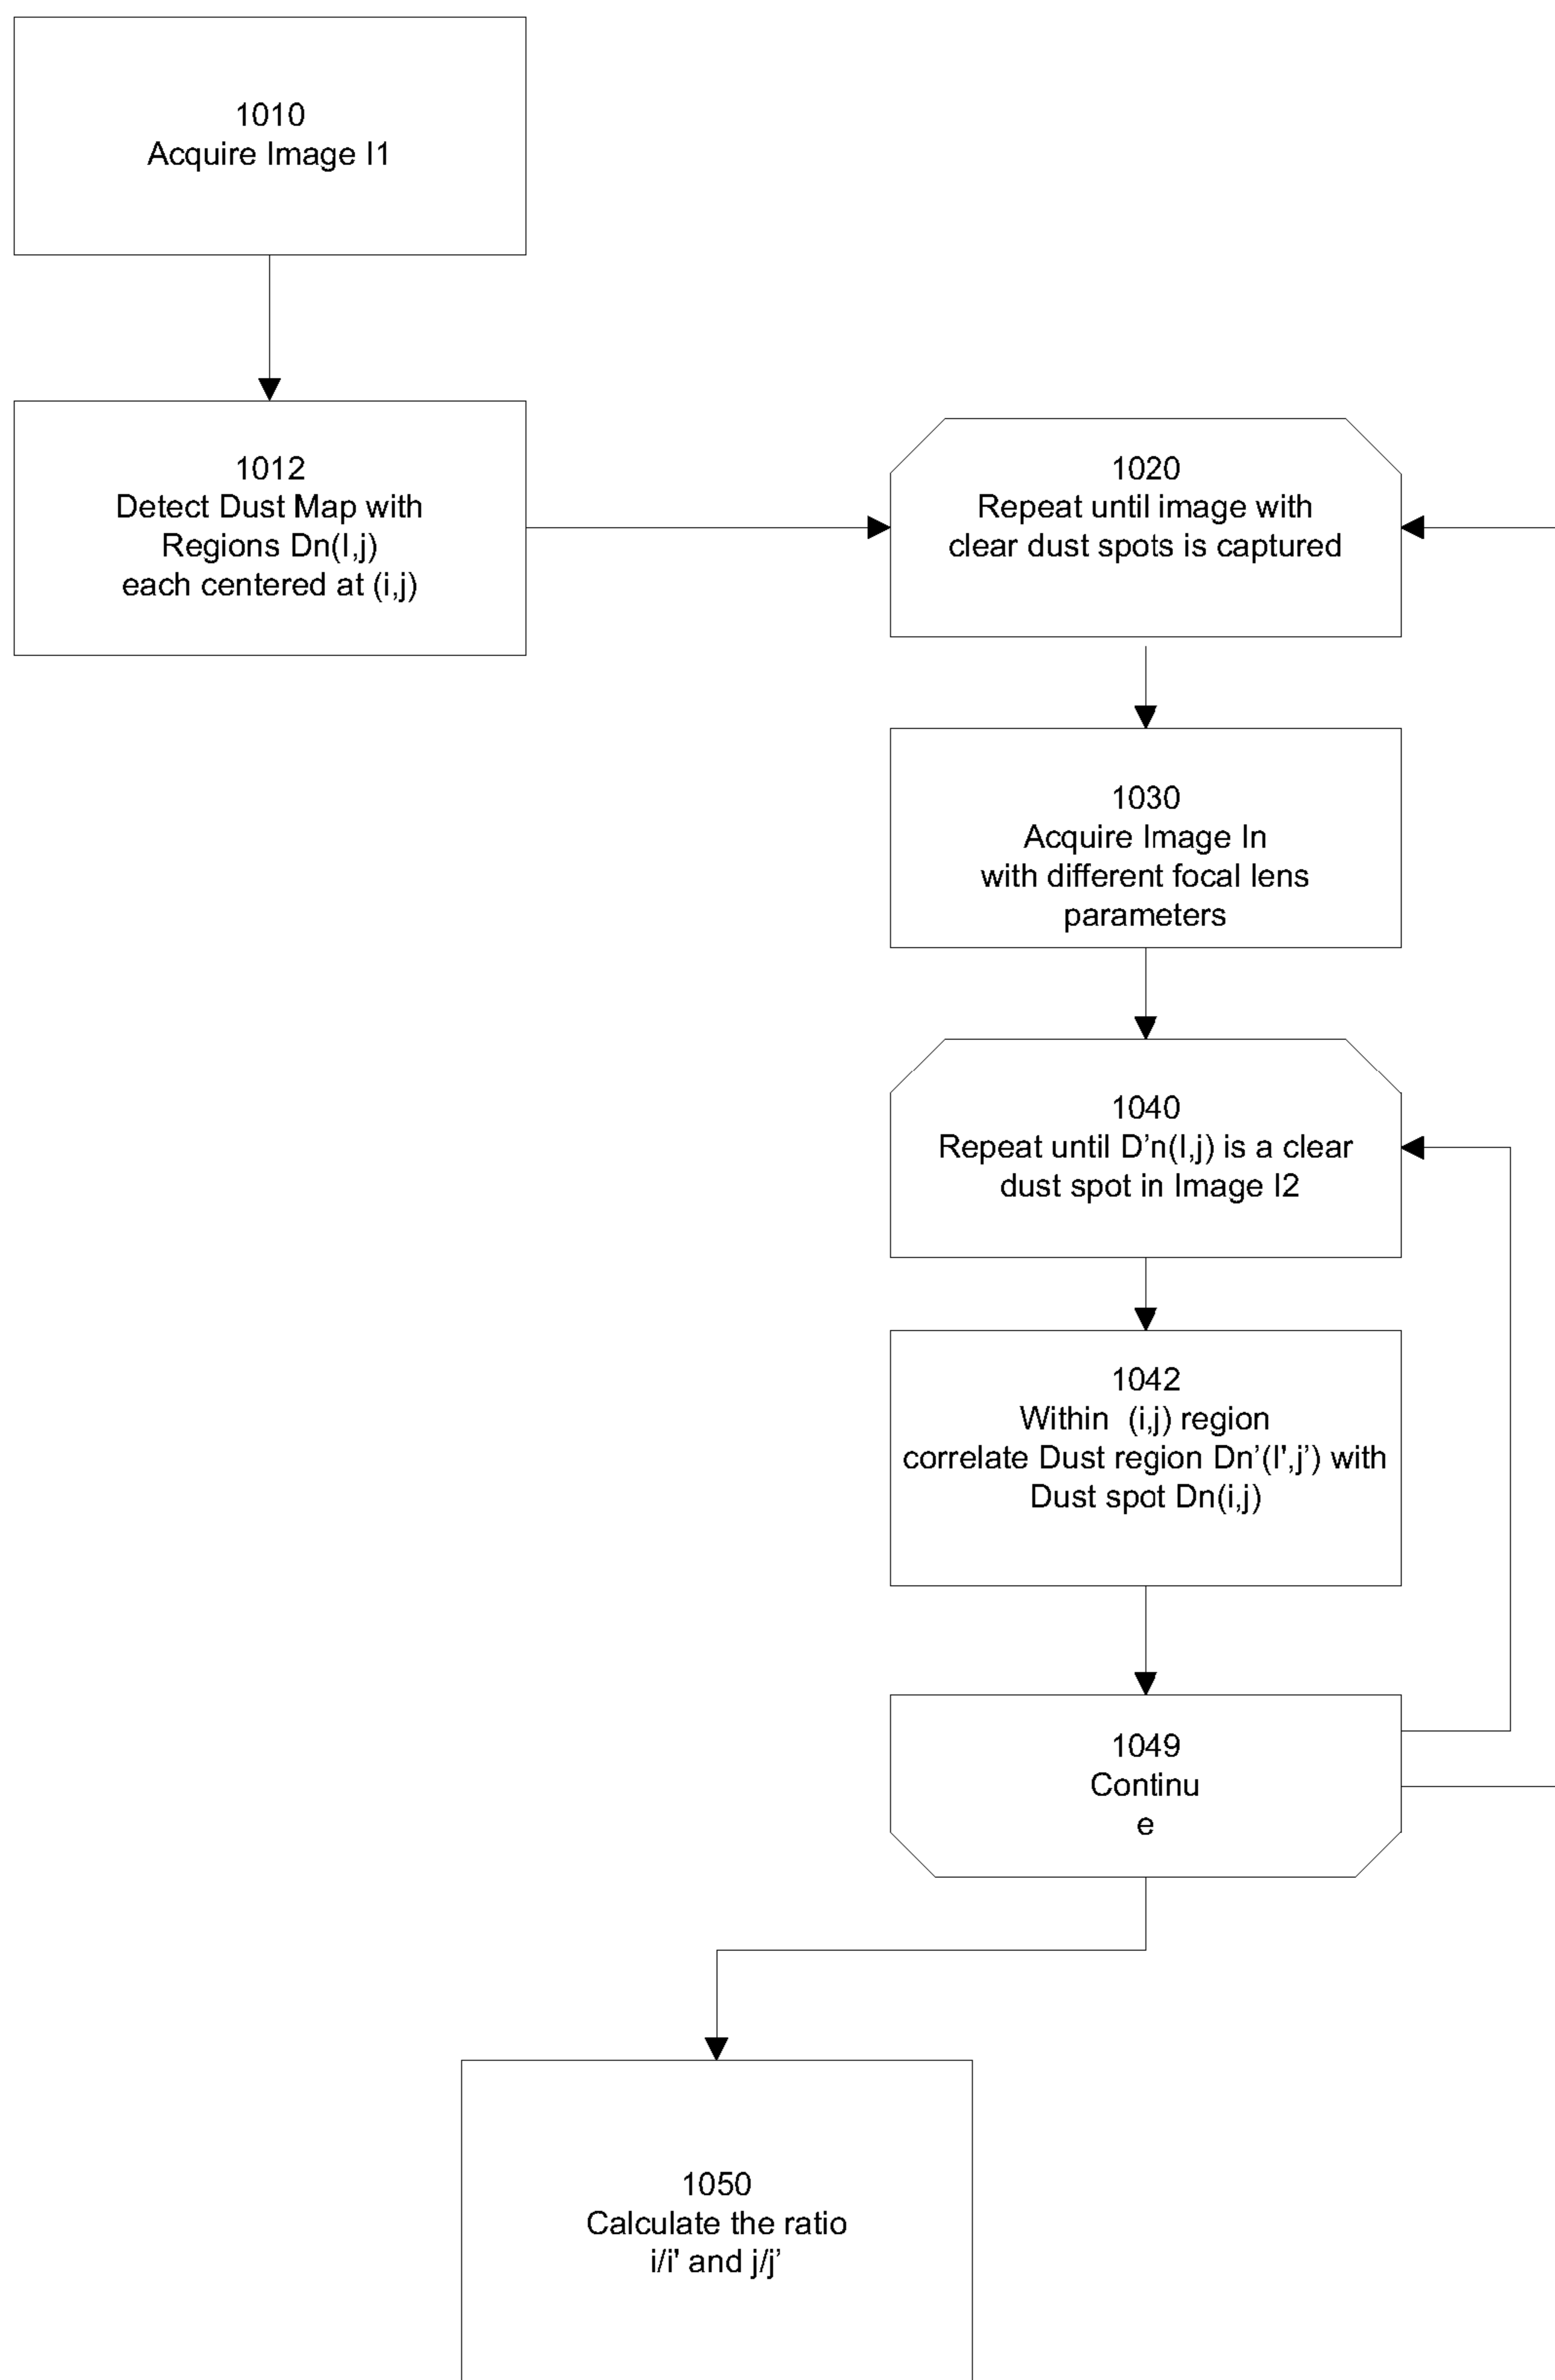 1010
Acquire Image I1
1012
Detect Dust Map with
Regions Dn(I,j)
each centered at (i,j)
1020
Repeat until image with
clear dust spots is captured
1030
Acquire Image In
with different focal lens
parameters
1040
Repeat until D’n(I,j) is a clear
dust spot in Image I2
1042
Within (i,j) region
correlate Dust region Dn’(I',j’) with
Dust spot Dn(i,j)
1049
Continu
e
1050
Calculate the ratio
i/i' and j/j’